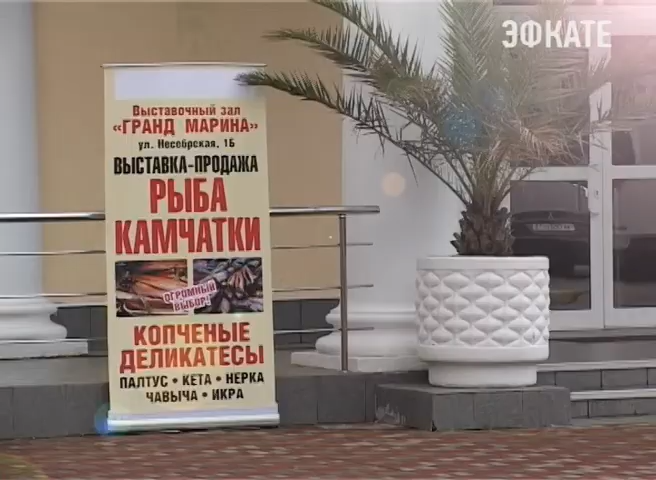 ЭФКАТЕ
Выставочный зал
«ГРАНД МАРИНА»
ул. Несебрская, 1Б
ВЫСТАВКА-ПРОДАЖА
РЫБА
КАМЧАТКИ
ОГРОМНЫЙ
ВЫБОР!
КОПЧЕНЫЕ
ДЕЛИКАТЕСЫ
ПАЛТУС • КЕТА • НЕРКА
ЧАВЫЧА • ИКРА